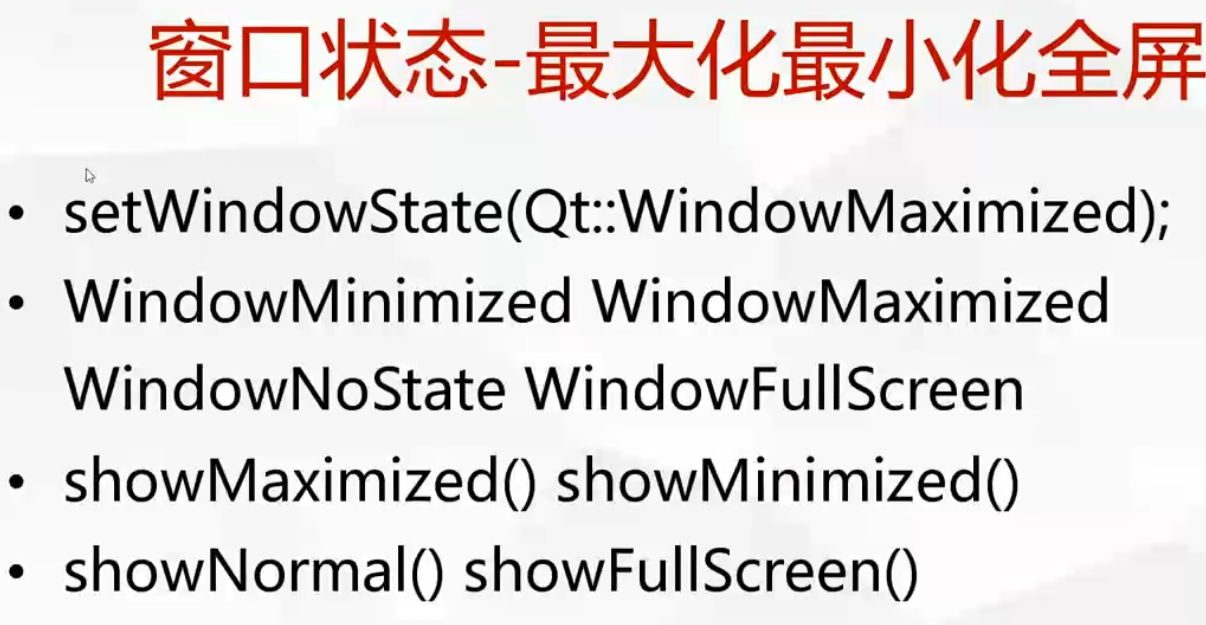 窗口状态-最大化最小化全屏
• setWindowState(Qt::WindowMaximized);
• WindowMinimized WindowMaximized
WindowNoState WindowFullScreen
• showMaximized() showMinimized()
• showNormal() showFullScreen()